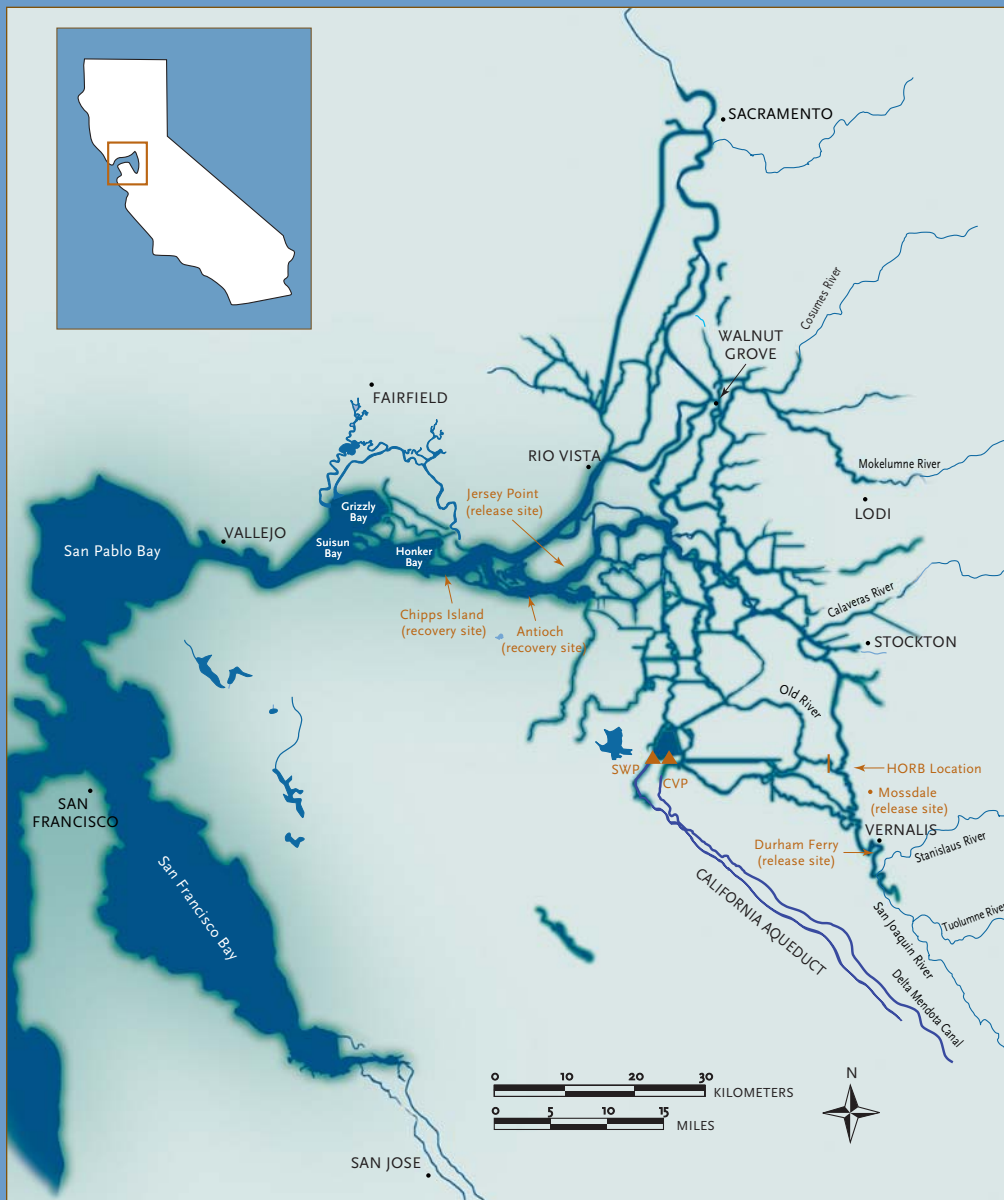 SACRAMENTO
Cosumes River
WALNUT
GROVE
FAIRFIELD
RIO VISTA
Mokelumne River
Jersey Point
(release site)
LODI
Grizzly
Bay
VALLEJO
San Pablo Bay
Suisun
Bay
Honker
Bay
Chipps Island
(recovery site)
Antioch
(recovery site)
Calaveras River
STOCKTON
Old River
SWP
CVP
HORB Location
Mossdale
(release site)
SAN
FRANCISCO
VERNALIS
Durham Ferry
(release site)
Stanislaus River
San Francisco Bay
CALIFORNIA AQUEDUCT
San Joaquin River
Tuolumne River
Delta Mendota Canal
0 10 20 30
KILOMETERS
0 5 10 15
MILES
N
SAN JOSE